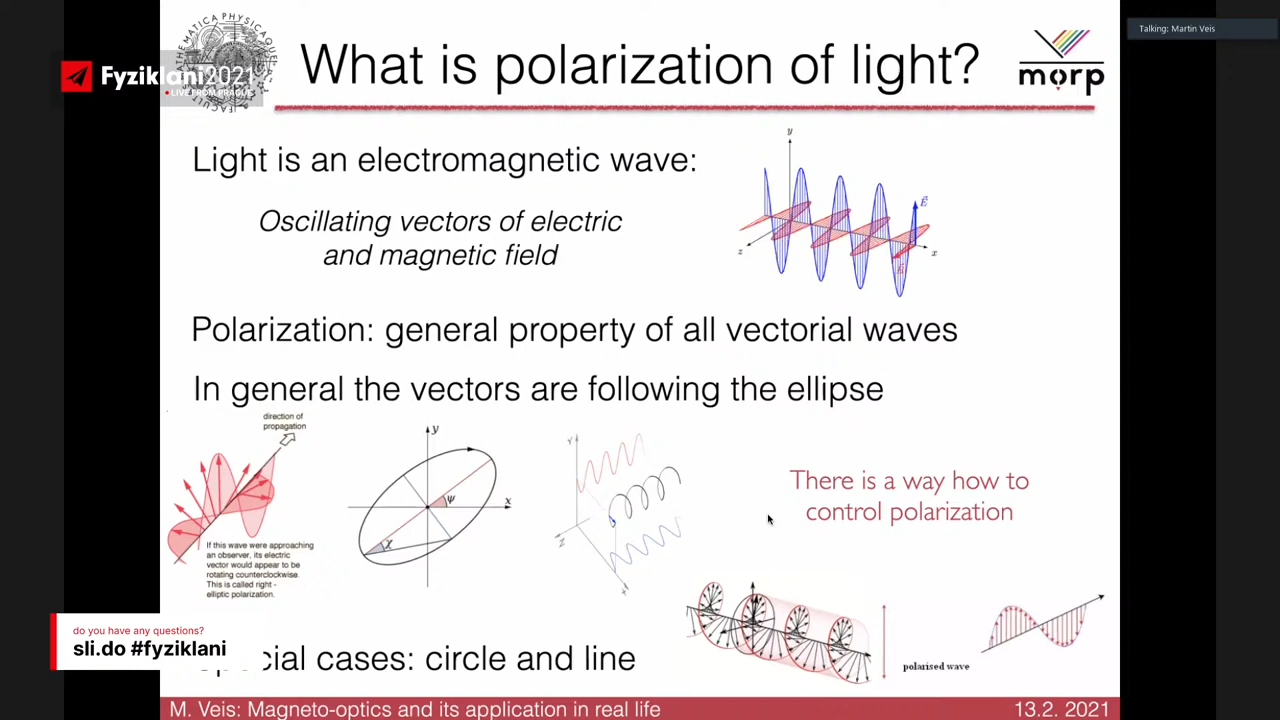 Talking: Martin Veis
Fyziklani2021
LIVE FROM PRAGUE
What is polarization of light?
morp
Light is an electromagnetic wave:
Oscillating vectors of electric
and magnetic field
y
z
x
E
Polarization: general property of all vectorial waves
In general the vectors are following the ellipse
direction of
propagation
If this wave were approaching
an observer, its electric
vector would appear to be
rotating counterclockwise.
This is called right -
elliptic polarization.
y
x
ψ
χ
Y
Z
X
There is a way how to
control polarization
polarised wave
do you have any questions?
sli.do #fyziklani
cial cases: circle and line
M. Veis: Magneto-optics and its application in real life
13.2. 2021